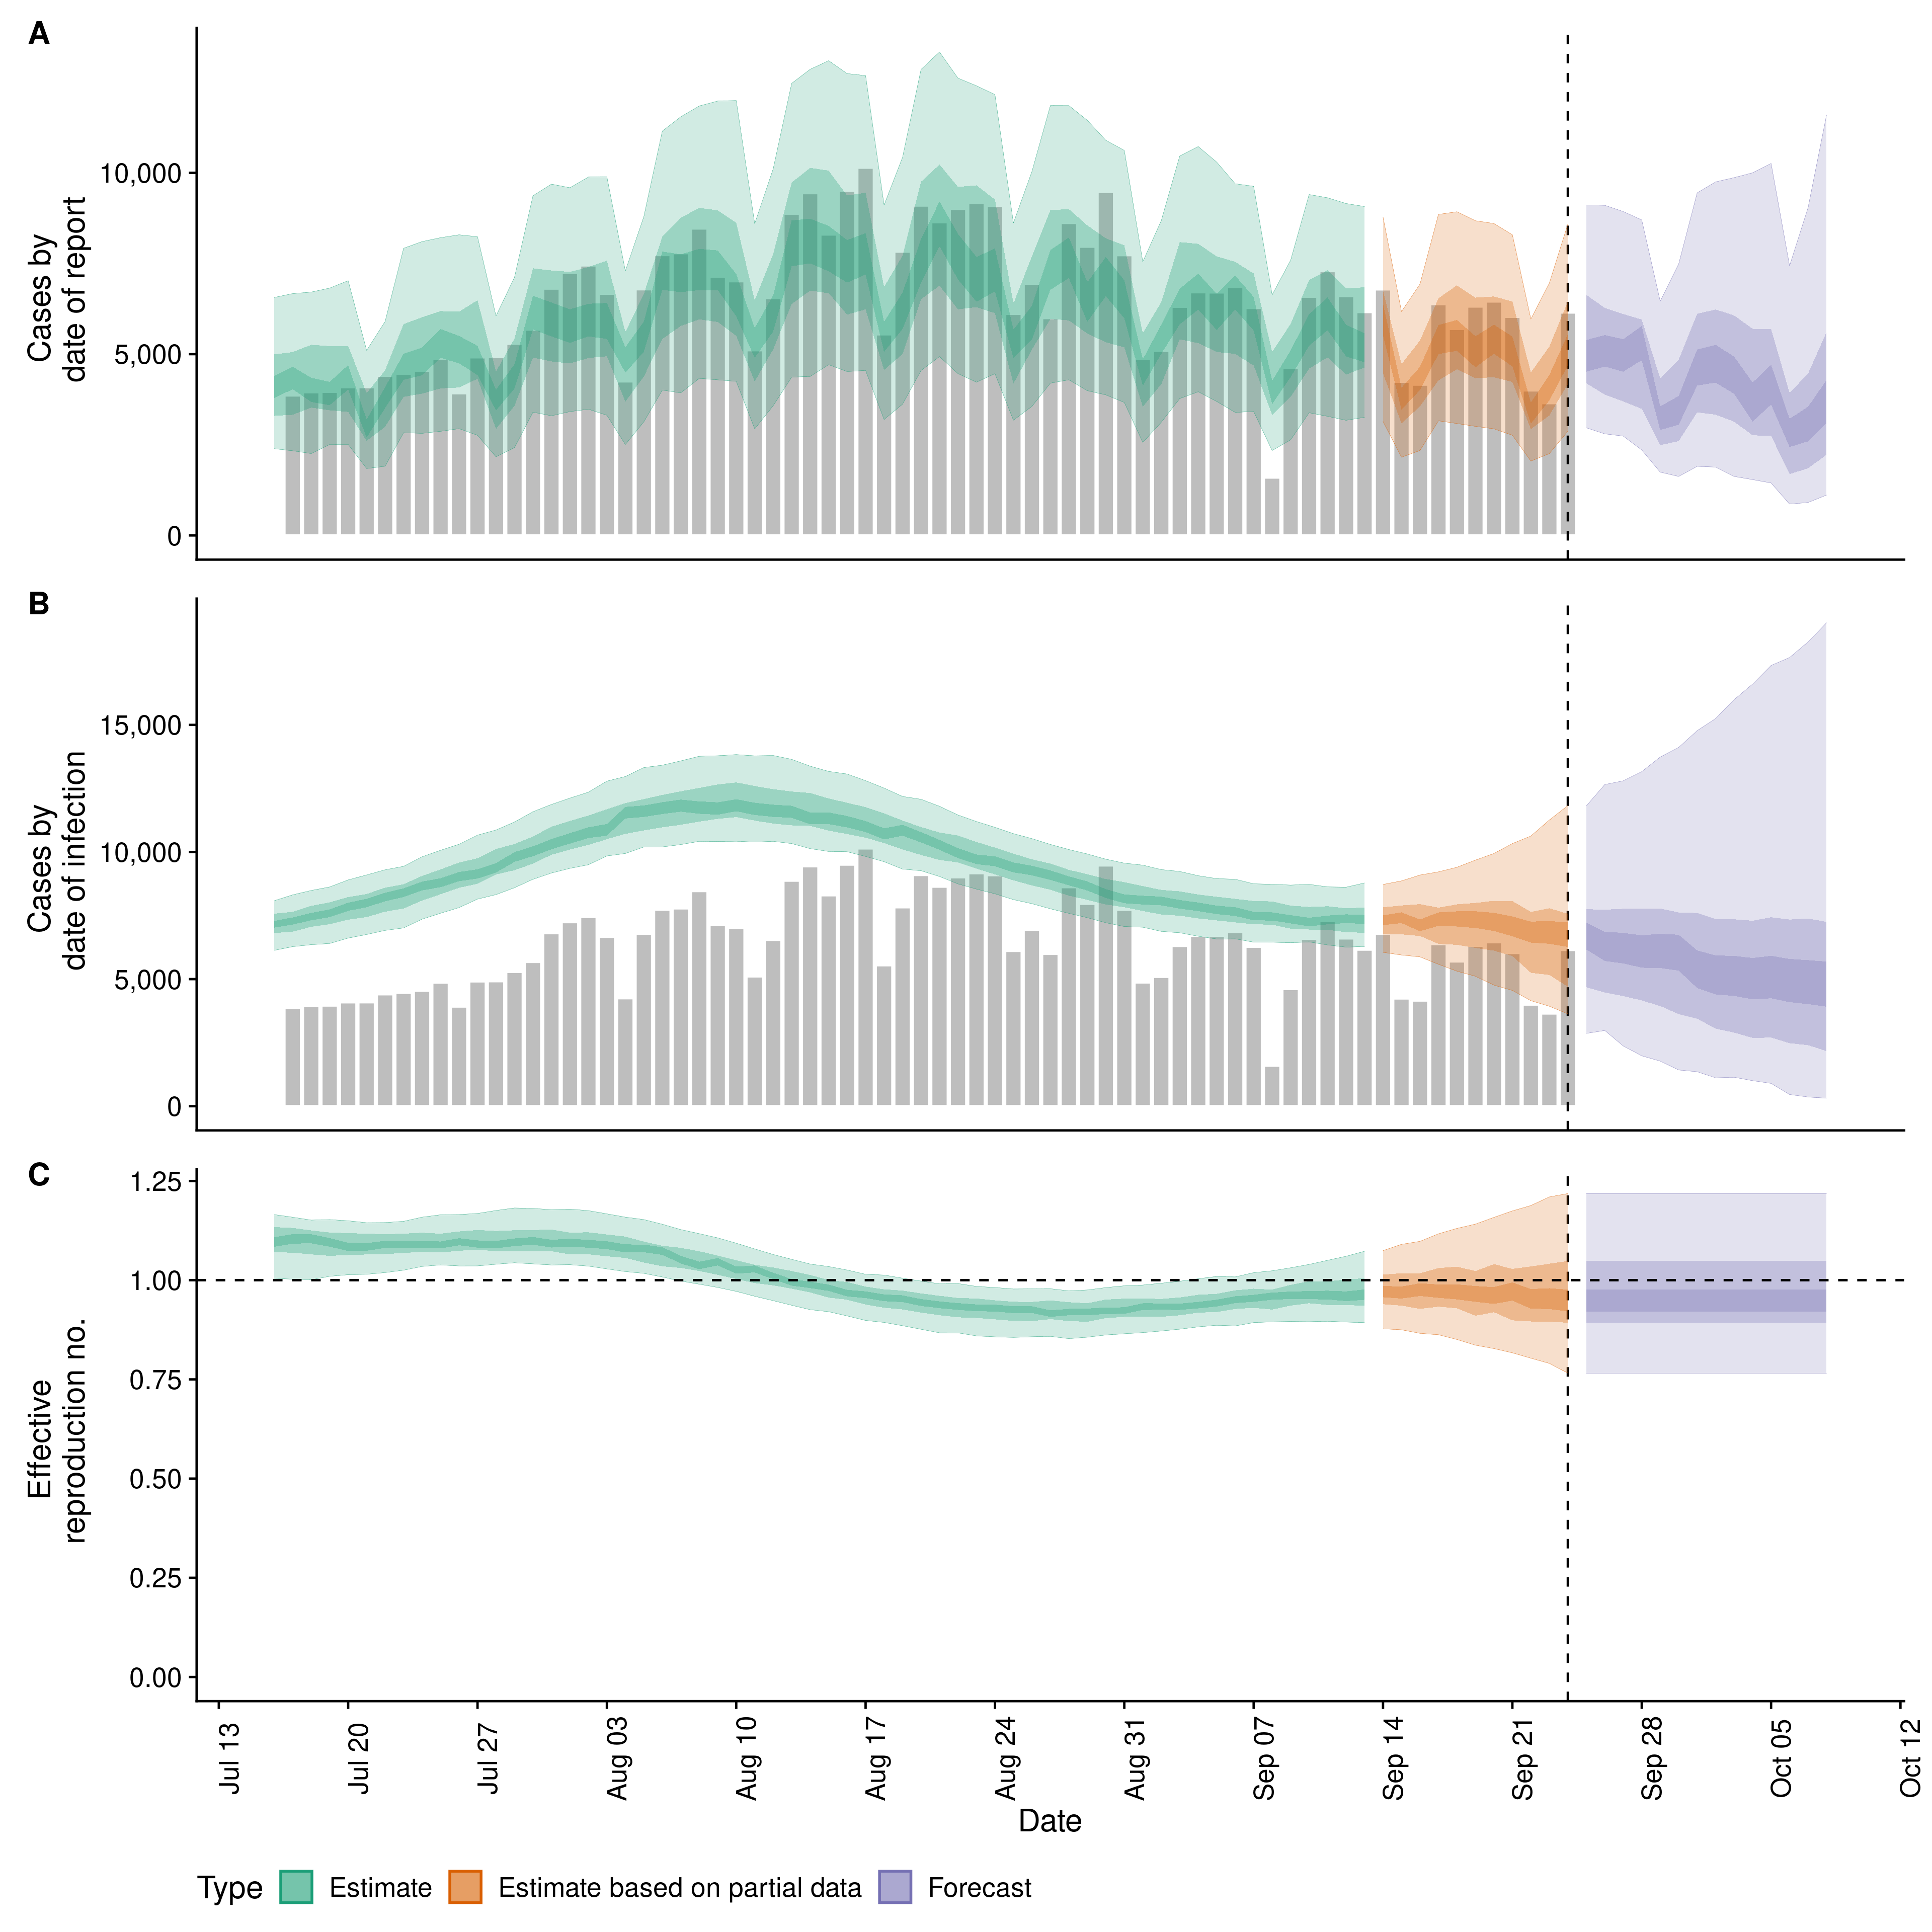 A
Cases by
date of report
10,000
5,000
0
B
Cases by
date of infection
15,000
10,000
5,000
0
C
Effective
reproduction no.
1.25
1.00
0.75
0.50
0.25
0.00
Jul 13
Jul 20
Jul 27
Aug 03
Aug 10
Aug 17
Aug 24
Aug 31
Sep 07
Sep 14
Sep 21
Sep 28
Oct 05
Oct 12
Date
Type Estimate Estimate based on partial data Forecast